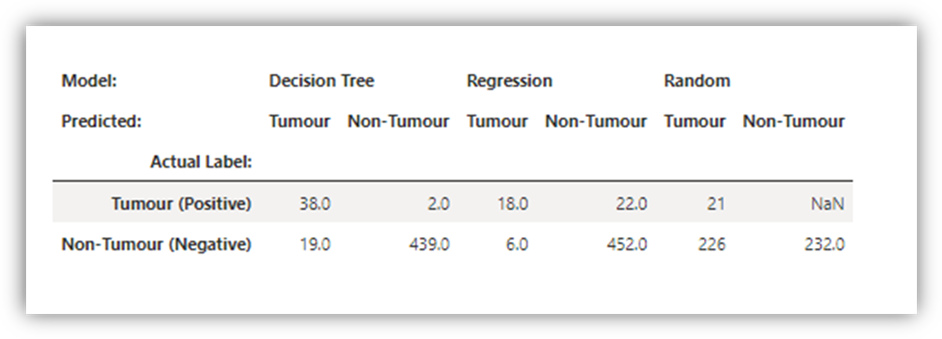 Model: Decision Tree Regression Random
Predicted: Tumour Non-Tumour Tumour Non-Tumour Tumour Non-Tumour
Actual Label:
Tumour (Positive) 38.0 2.0 18.0 22.0 21 NaN
Non-Tumour (Negative) 19.0 439.0 6.0 452.0 226 232.0